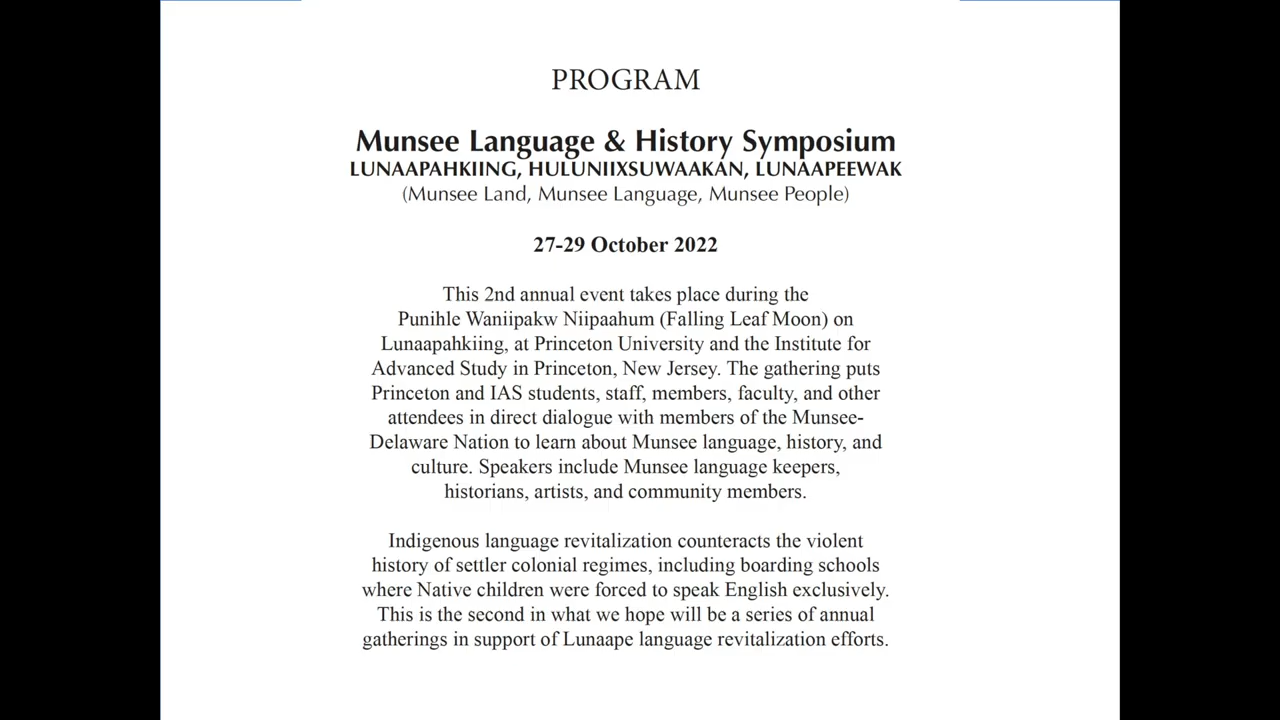 PROGRAM
Munsee Language & History Symposium
LUNAAPAHKIING, HULUNIIXSUWAAKAN, LUNAAPEEWAK
(Munsee Land, Munsee Language, Munsee People)
27-29 October 2022
This 2nd annual event takes place during the
Punihle Waniipakw Niipaahum (Falling Leaf Moon) on
Lunaapahkiing, at Princeton University and the Institute for
Advanced Study in Princeton, New Jersey. The gathering puts
Princeton and IAS students, staff, members, faculty, and other
attendees in direct dialogue with members of the Munsee-
Delaware Nation to learn about Munsee language, history, and
culture. Speakers include Munsee language keepers,
historians, artists, and community members.
Indigenous language revitalization counteracts the violent
history of settler colonial regimes, including boarding schools
where Native children were forced to speak English exclusively.
This is the second in what we hope will be a series of annual
gatherings in support of Lunaape language revitalization efforts.